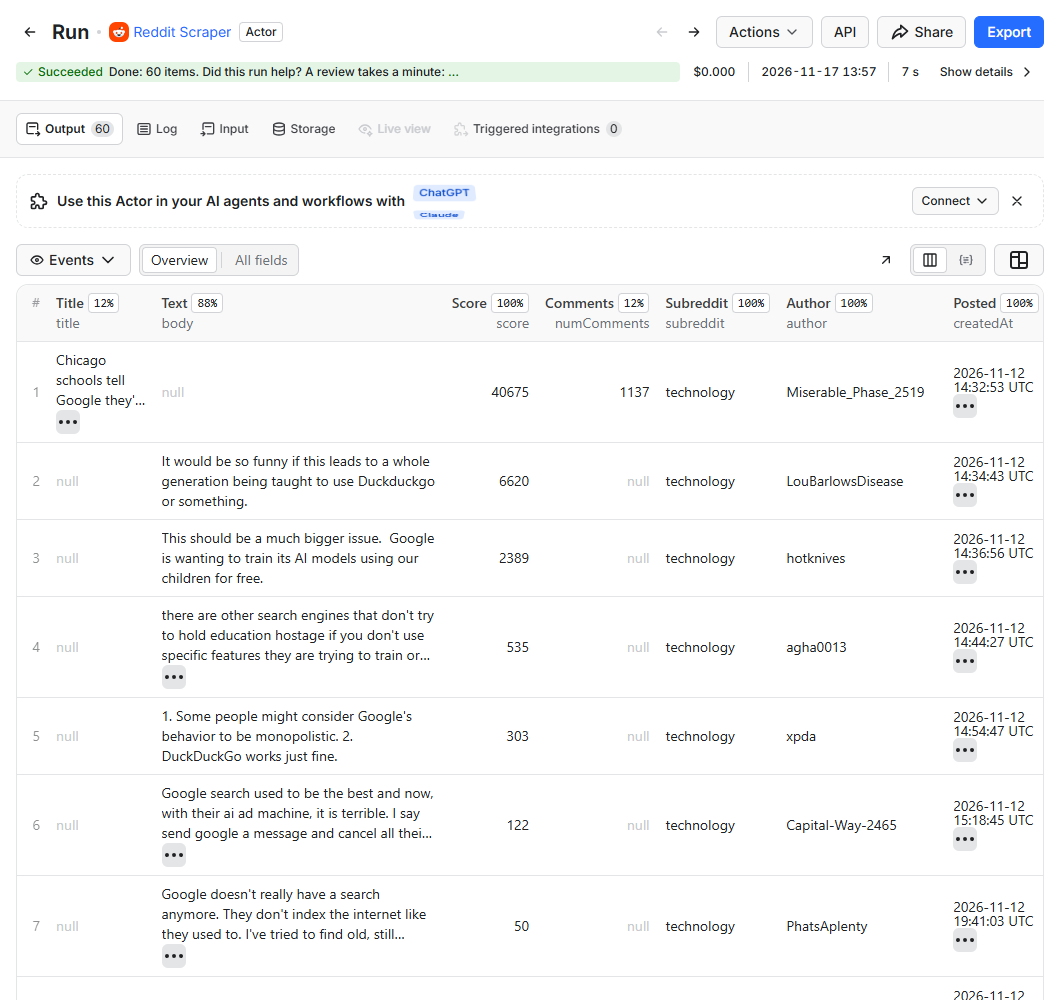 Run Reddit Scraper Actor Actions API Share Export
Succeeded Done: 60 items. Did this run help? A review takes a minute: ... $0.000 2026-11-17 13:57 7 s Show details
Output 60 Log Input Storage Live view Triggered integrations 0
Use this Actor in your AI agents and workflows with ChatGPT Claude Connect
Events Overview All fields
# Title 12% Text 88% Score 100% Comments 12% Subreddit 100% Author 100% Posted 100%
title body score numComments subreddit author createdAt
1 Chicago
schools tell
Google they'...
null 40675 1137 technology Miserable_Phase_2519 2026-11-12
14:32:53 UTC
2 null It would be so funny if this leads to a whole
generation being taught to use Duckduckgo
or something.
6620 null technology LouBarlowsDisease 2026-11-12
14:34:43 UTC
3 null This should be a much bigger issue.  Google
is wanting to train its AI models using our
children for free.
2389 null technology hotknives 2026-11-12
14:36:56 UTC
4 null there are other search engines that don't try
to hold education hostage if you don't use
specific features they are trying to train or...
535 null technology agha0013 2026-11-12
14:44:27 UTC
5 null 1. Some people might consider Google's
behavior to be monopolistic. 2.
DuckDuckGo works just fine.
303 null technology xpda 2026-11-12
14:54:47 UTC
6 null Google search used to be the best and now,
with their ai ad machine, it is terrible. I say
send google a message and cancel all thei...
122 null technology Capital-Way-2465 2026-11-12
15:18:45 UTC
7 null Google doesn't really have a search
anymore. They don't index the internet like
they used to. I've tried to find old, still...
50 null technology PhatsAplenty 2026-11-12
19:41:03 UTC
2026-11-12